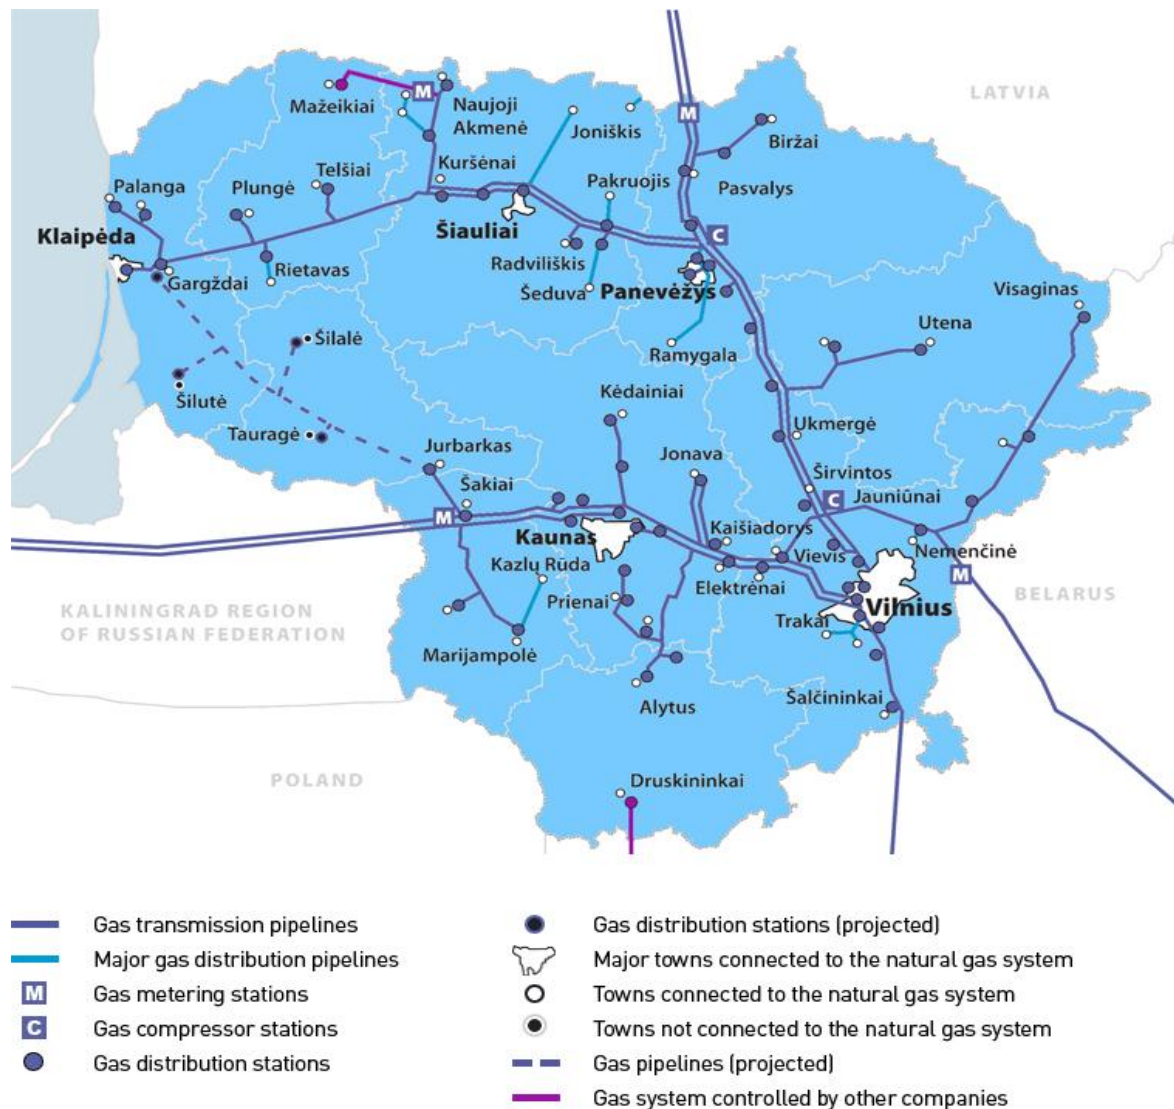 LATVIA
M
M
Mažeikiai
Naujoji
Akmenė
Joniškis
Biržai
Palanga
Plungė
Telšiai
Kuršėnai
Pakruojis
Pasvalys
Klaipėda
Šiauliai
C
Gargždai
Rietavas
Radviliškis
Šeduva
Panevėžys
Visaginas
Šilalė
Ramygala
Utena
Šilutė
Kėdainiai
Tauragė
Jurbarkas
Jonava
Ukmergė
Šakiai
Širvintos
M
C
Jauniūnai
Kaunas
Kaišiadorys
Vievis
Nemenčinė
Kazlų Rūda
Elektrėnai
M
KALININGRAD REGION
OF RUSSIAN FEDERATION
Prienai
Vilnius
BELARUS
Trakai
Marijampolė
Alytus
Šalčininkai
POLAND
Druskininkai
Gas transmission pipelines
Major gas distribution pipelines
M Gas metering stations
C Gas compressor stations
Gas distribution stations
Gas distribution stations (projected)
Major towns connected to the natural gas system
Towns connected to the natural gas system
Towns not connected to the natural gas system
Gas pipelines (projected)
Gas system controlled by other companies